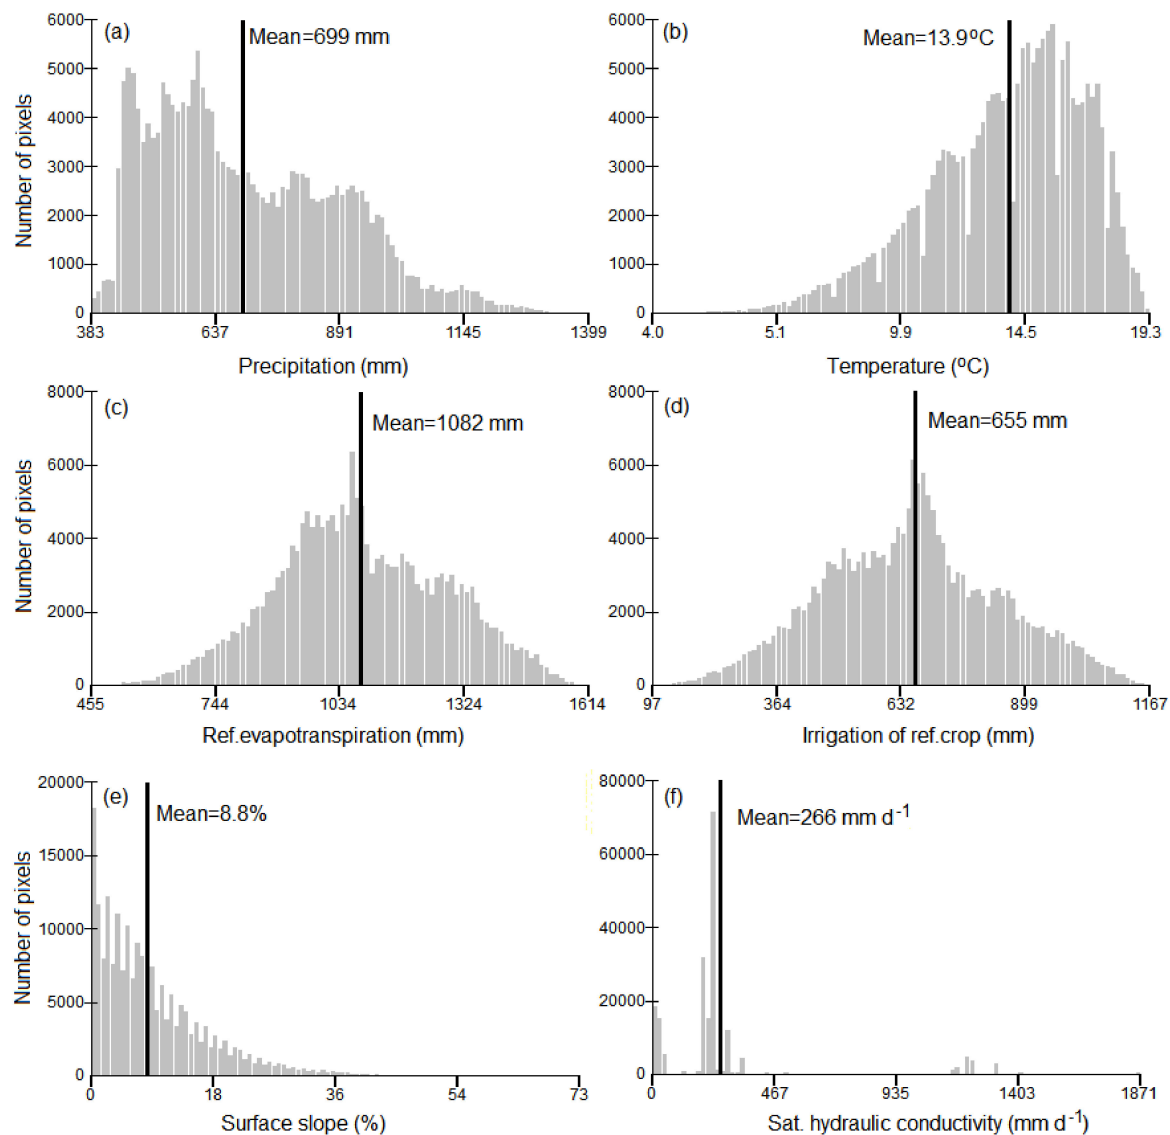 (a)
Mean=699 mm
Number of pixels
6000
5000
4000
3000
2000
1000
0
383 637 891 1145 1399
Precipitation (mm)
(b)
Mean=13.9ºC
6000
5000
4000
3000
2000
1000
0
4.0 5.1 9.9 14.5 19.3
Temperature (ºC)
(c)
Mean=1082 mm
Number of pixels
8000
6000
4000
2000
0
455 744 1034 1324 1614
Ref.evapotranspiration (mm)
(d)
Mean=655 mm
8000
6000
4000
2000
0
97 364 632 899 1167
Irrigation of ref.crop (mm)
(e)
Mean=8.8%
Number of pixels
20000
15000
10000
5000
0
0 18 36 54 73
Surface slope (%)
(f)
Mean=266 mm d⁻¹
80000
60000
40000
20000
0
0 467 935 1403 1871
Sat. hydraulic conductivity (mm d⁻¹)